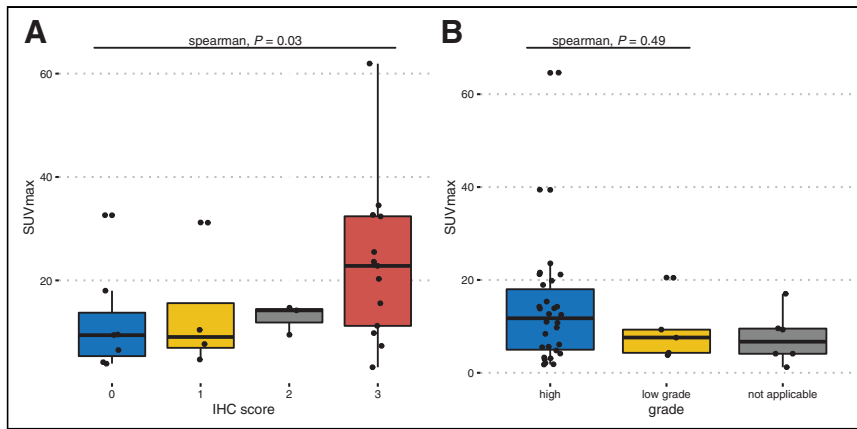 A
spearman, P = 0.03
60
40
20
SUVmax
0 1 2 3
IHC score
B
spearman, P = 0.49
60
40
20
0
SUVmax
high low grade not applicable
grade